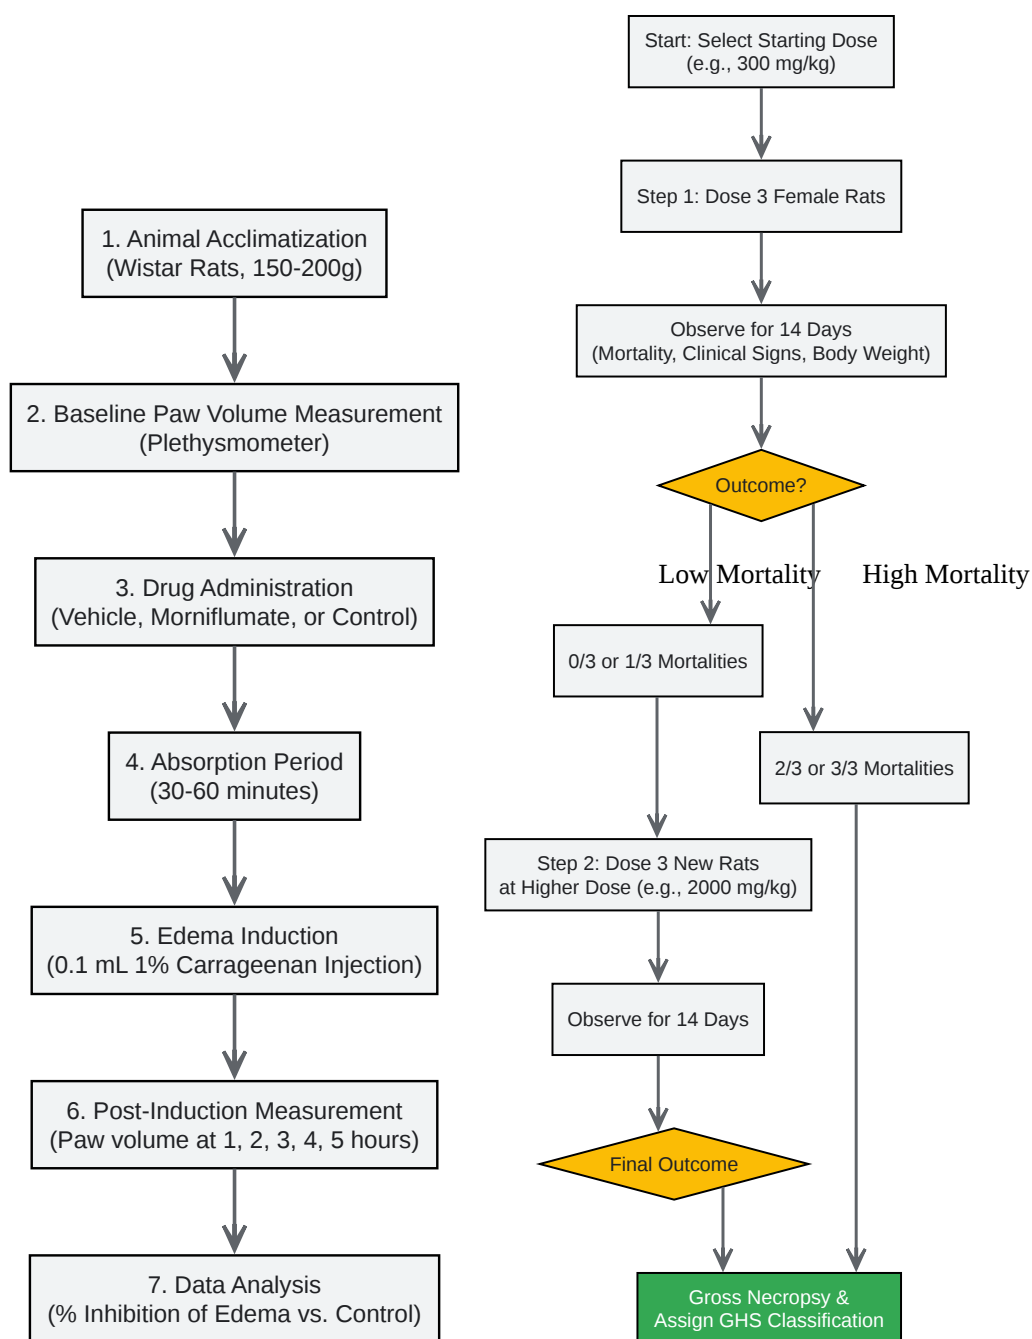 1. Animal Acclimatization
(Wistar Rats, 150-200g)
2. Baseline Paw Volume Measurement
(Plethysmometer)
3. Drug Administration
(Vehicle, Morniflumate, or Control)
4. Absorption Period
(30-60 minutes)
5. Edema Induction
(0.1 mL 1% Carrageenan Injection)
6. Post-Induction Measurement
(Paw volume at 1, 2, 3, 4, 5 hours)
7. Data Analysis
(% Inhibition of Edema vs. Control)
Start: Select Starting Dose
(e.g., 300 mg/kg)
Step 1: Dose 3 Female Rats
Observe for 14 Days
(Mortality, Clinical Signs, Body Weight)
Outcome?
Low Mortality
High Mortality
0/3 or 1/3 Mortalities
2/3 or 3/3 Mortalities
Step 2: Dose 3 New Rats
at Higher Dose (e.g., 2000 mg/kg)
Observe for 14 Days
Final Outcome
Gross Necropsy &
Assign GHS Classification